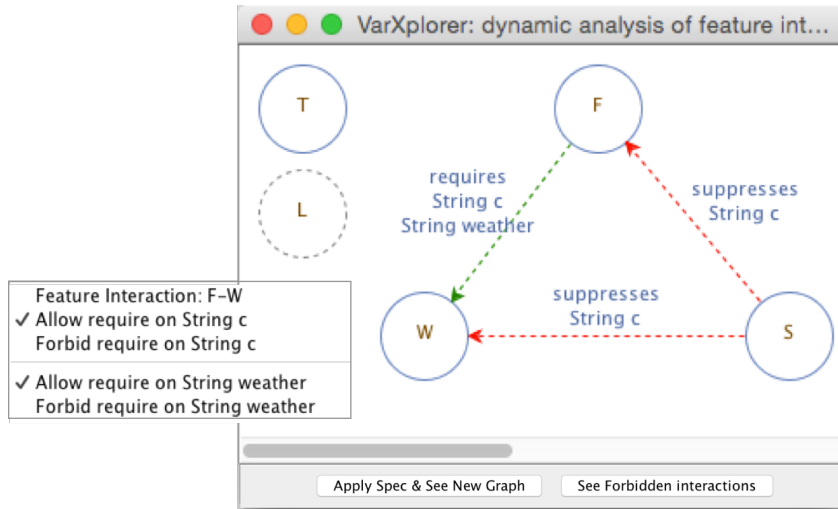 VarXplorer: dynamic analysis of feature int...
T
F
requires
String c
String weather
suppresses
String c
L
Feature Interaction: F-W
✓ Allow require on String c
Forbid require on String c
✓ Allow require on String weather
Forbid require on String weather
suppresses
String c
W
S
Apply Spec & See New Graph
See Forbidden interactions